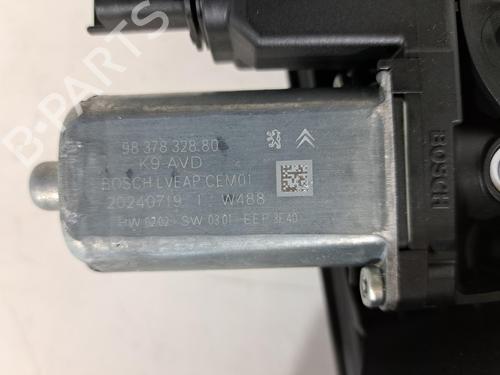 98 378 328.80
K9 AVD
BOSCH LVEAP CEM01
20240719 1 W488
HW 0202 - SW 0301 - EEP 3F40
BOSCH
B-PARTS